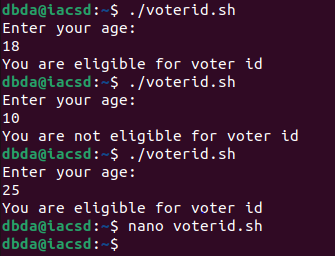 dbda@iacsd:~$ ./voterid.sh
Enter your age:
18
You are eligible for voter id
dbda@iacsd:~$ ./voterid.sh
Enter your age:
10
You are not eligible for voter id
dbda@iacsd:~$ ./voterid.sh
Enter your age:
25
You are eligible for voter id
dbda@iacsd:~$ nano voterid.sh
dbda@iacsd:~$